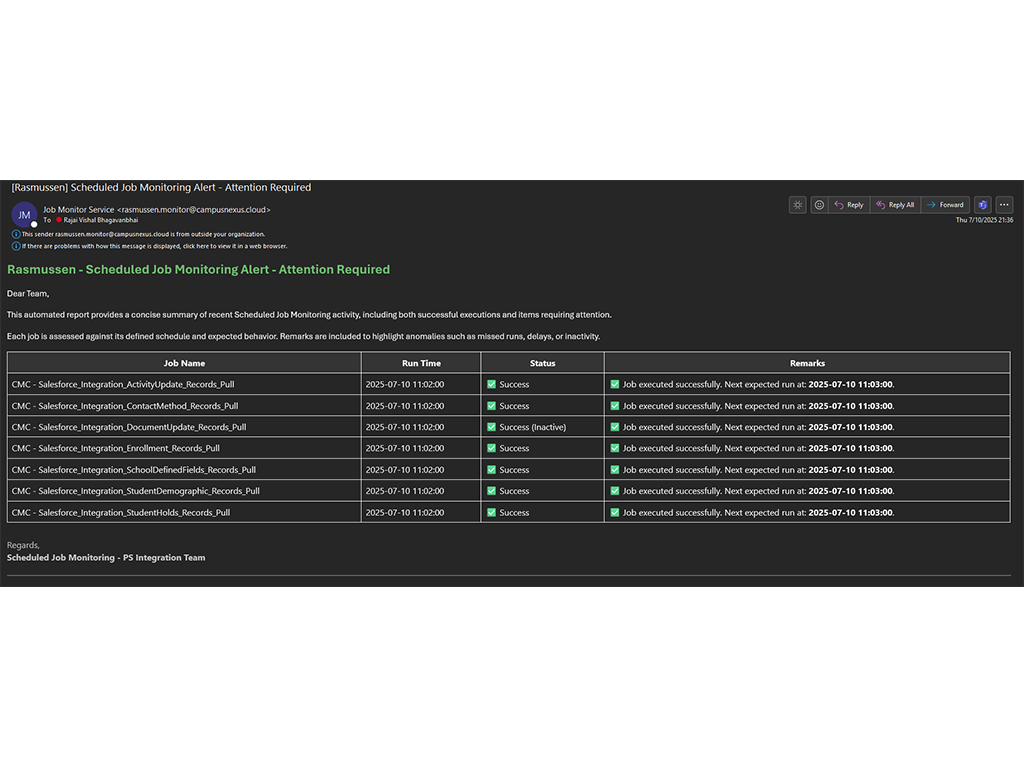 [Rasmussen] Scheduled Job Monitoring Alert - Attention Required
JM
Job Monitor Service <rasmussen.monitor@campusnexus.cloud>
To Rajai Vishal Bhagavanbhai
Reply Reply All Forward
Thu 7/10/2025 21:36
This sender rasmussen.monitor@campusnexus.cloud is from outside your organization.
If there are problems with how this message is displayed, click here to view it in a web browser.
Rasmussen - Scheduled Job Monitoring Alert - Attention Required
Dear Team,
This automated report provides a concise summary of recent Scheduled Job Monitoring activity, including both successful executions and items requiring attention.
Each job is assessed against its defined schedule and expected behavior. Remarks are included to highlight anomalies such as missed runs, delays, or inactivity.
Job Name Run Time Status Remarks
CMC - Salesforce_Integration_ActivityUpdate_Records_Pull 2025-07-10 11:02:00 ✅ Success ✅ Job executed successfully. Next expected run at: 2025-07-10 11:03:00.
CMC - Salesforce_Integration_ContactMethod_Records_Pull 2025-07-10 11:02:00 ✅ Success ✅ Job executed successfully. Next expected run at: 2025-07-10 11:03:00.
CMC - Salesforce_Integration_DocumentUpdate_Records_Pull 2025-07-10 11:02:00 ✅ Success (Inactive) ✅ Job executed successfully. Next expected run at: 2025-07-10 11:03:00.
CMC - Salesforce_Integration_Enrollment_Records_Pull 2025-07-10 11:02:00 ✅ Success ✅ Job executed successfully. Next expected run at: 2025-07-10 11:03:00.
CMC - Salesforce_Integration_SchoolDefinedFields_Records_Pull 2025-07-10 11:02:00 ✅ Success ✅ Job executed successfully. Next expected run at: 2025-07-10 11:03:00.
CMC - Salesforce_Integration_StudentDemographic_Records_Pull 2025-07-10 11:02:00 ✅ Success ✅ Job executed successfully. Next expected run at: 2025-07-10 11:03:00.
CMC - Salesforce_Integration_StudentHolds_Records_Pull 2025-07-10 11:02:00 ✅ Success ✅ Job executed successfully. Next expected run at: 2025-07-10 11:03:00.
Regards,
Scheduled Job Monitoring - PS Integration Team